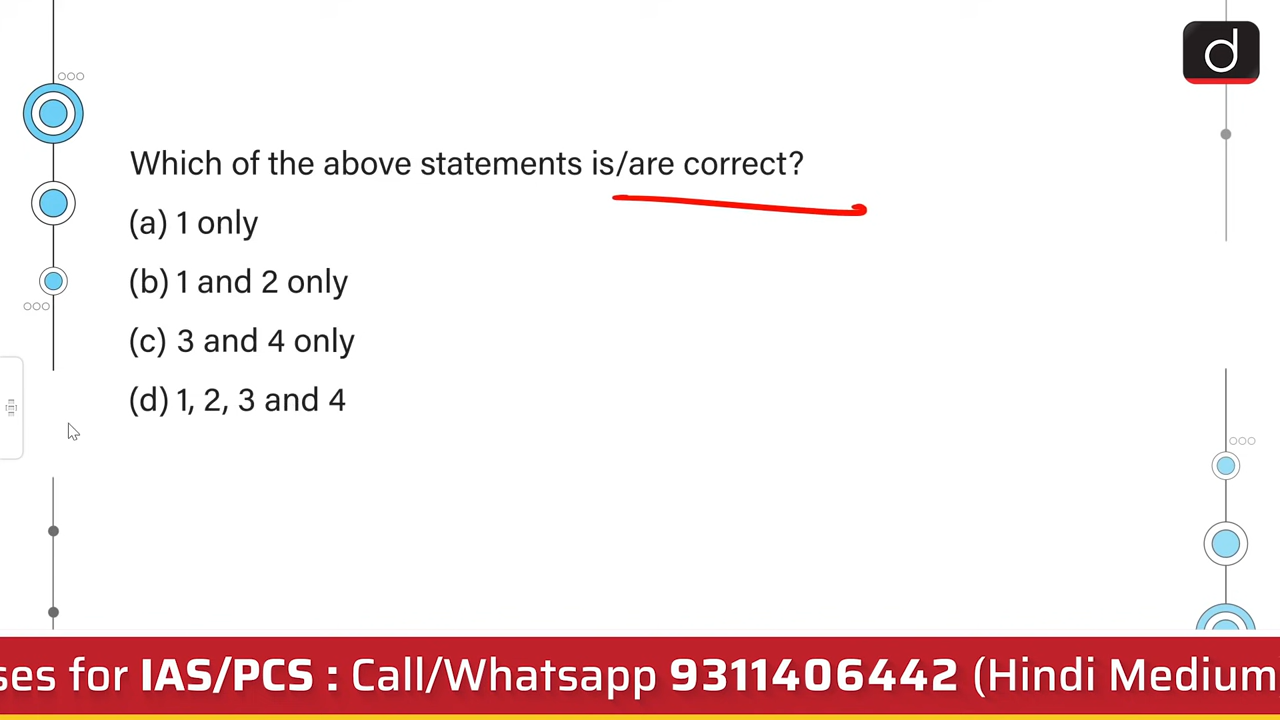 d
Which of the above statements is/are correct?
(a) 1 only
(b) 1 and 2 only
(c) 3 and 4 only
(d) 1, 2, 3 and 4
ses for IAS/PCS : Call/Whatsapp 9311406442 (Hindi Medium